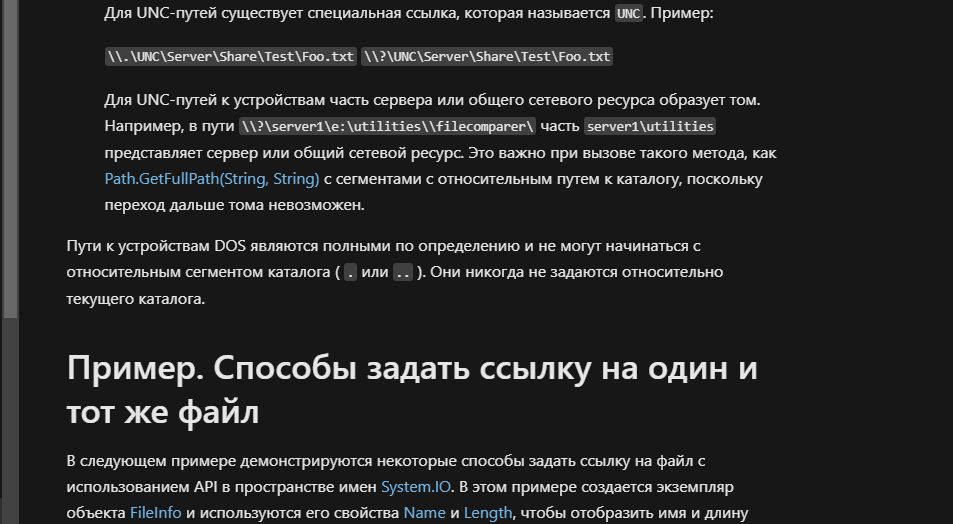 Для UNC-путей существует специальная ссылка, которая называется UNC. Пример:
\\.\UNC\Server\Share\Test\Foo.txt \\?\UNC\Server\Share\Test\Foo.txt
Для UNC-путей к устройствам часть сервера или общего сетевого ресурса образует том.
Например, в пути \\?\server1\e:\utilities\\filecomparer\ часть server1\utilities
представляет сервер или общий сетевой ресурс. Это важно при вызове такого метода, как
Path.GetFullPath(String, String) с сегментами с относительным путем к каталогу, поскольку
переход дальше тома невозможен.
Пути к устройствам DOS являются полными по определению и не могут начинаться с
относительным сегментом каталога ( . или .. ). Они никогда не задаются относительно
текущего каталога.
Пример. Способы задать ссылку на один и
тот же файл
В следующем примере демонстрируются некоторые способы задать ссылку на файл с
использованием API в пространстве имен System.IO. В этом примере создается экземпляр
объекта FileInfo и используются его свойства Name и Length, чтобы отобразить имя и длину